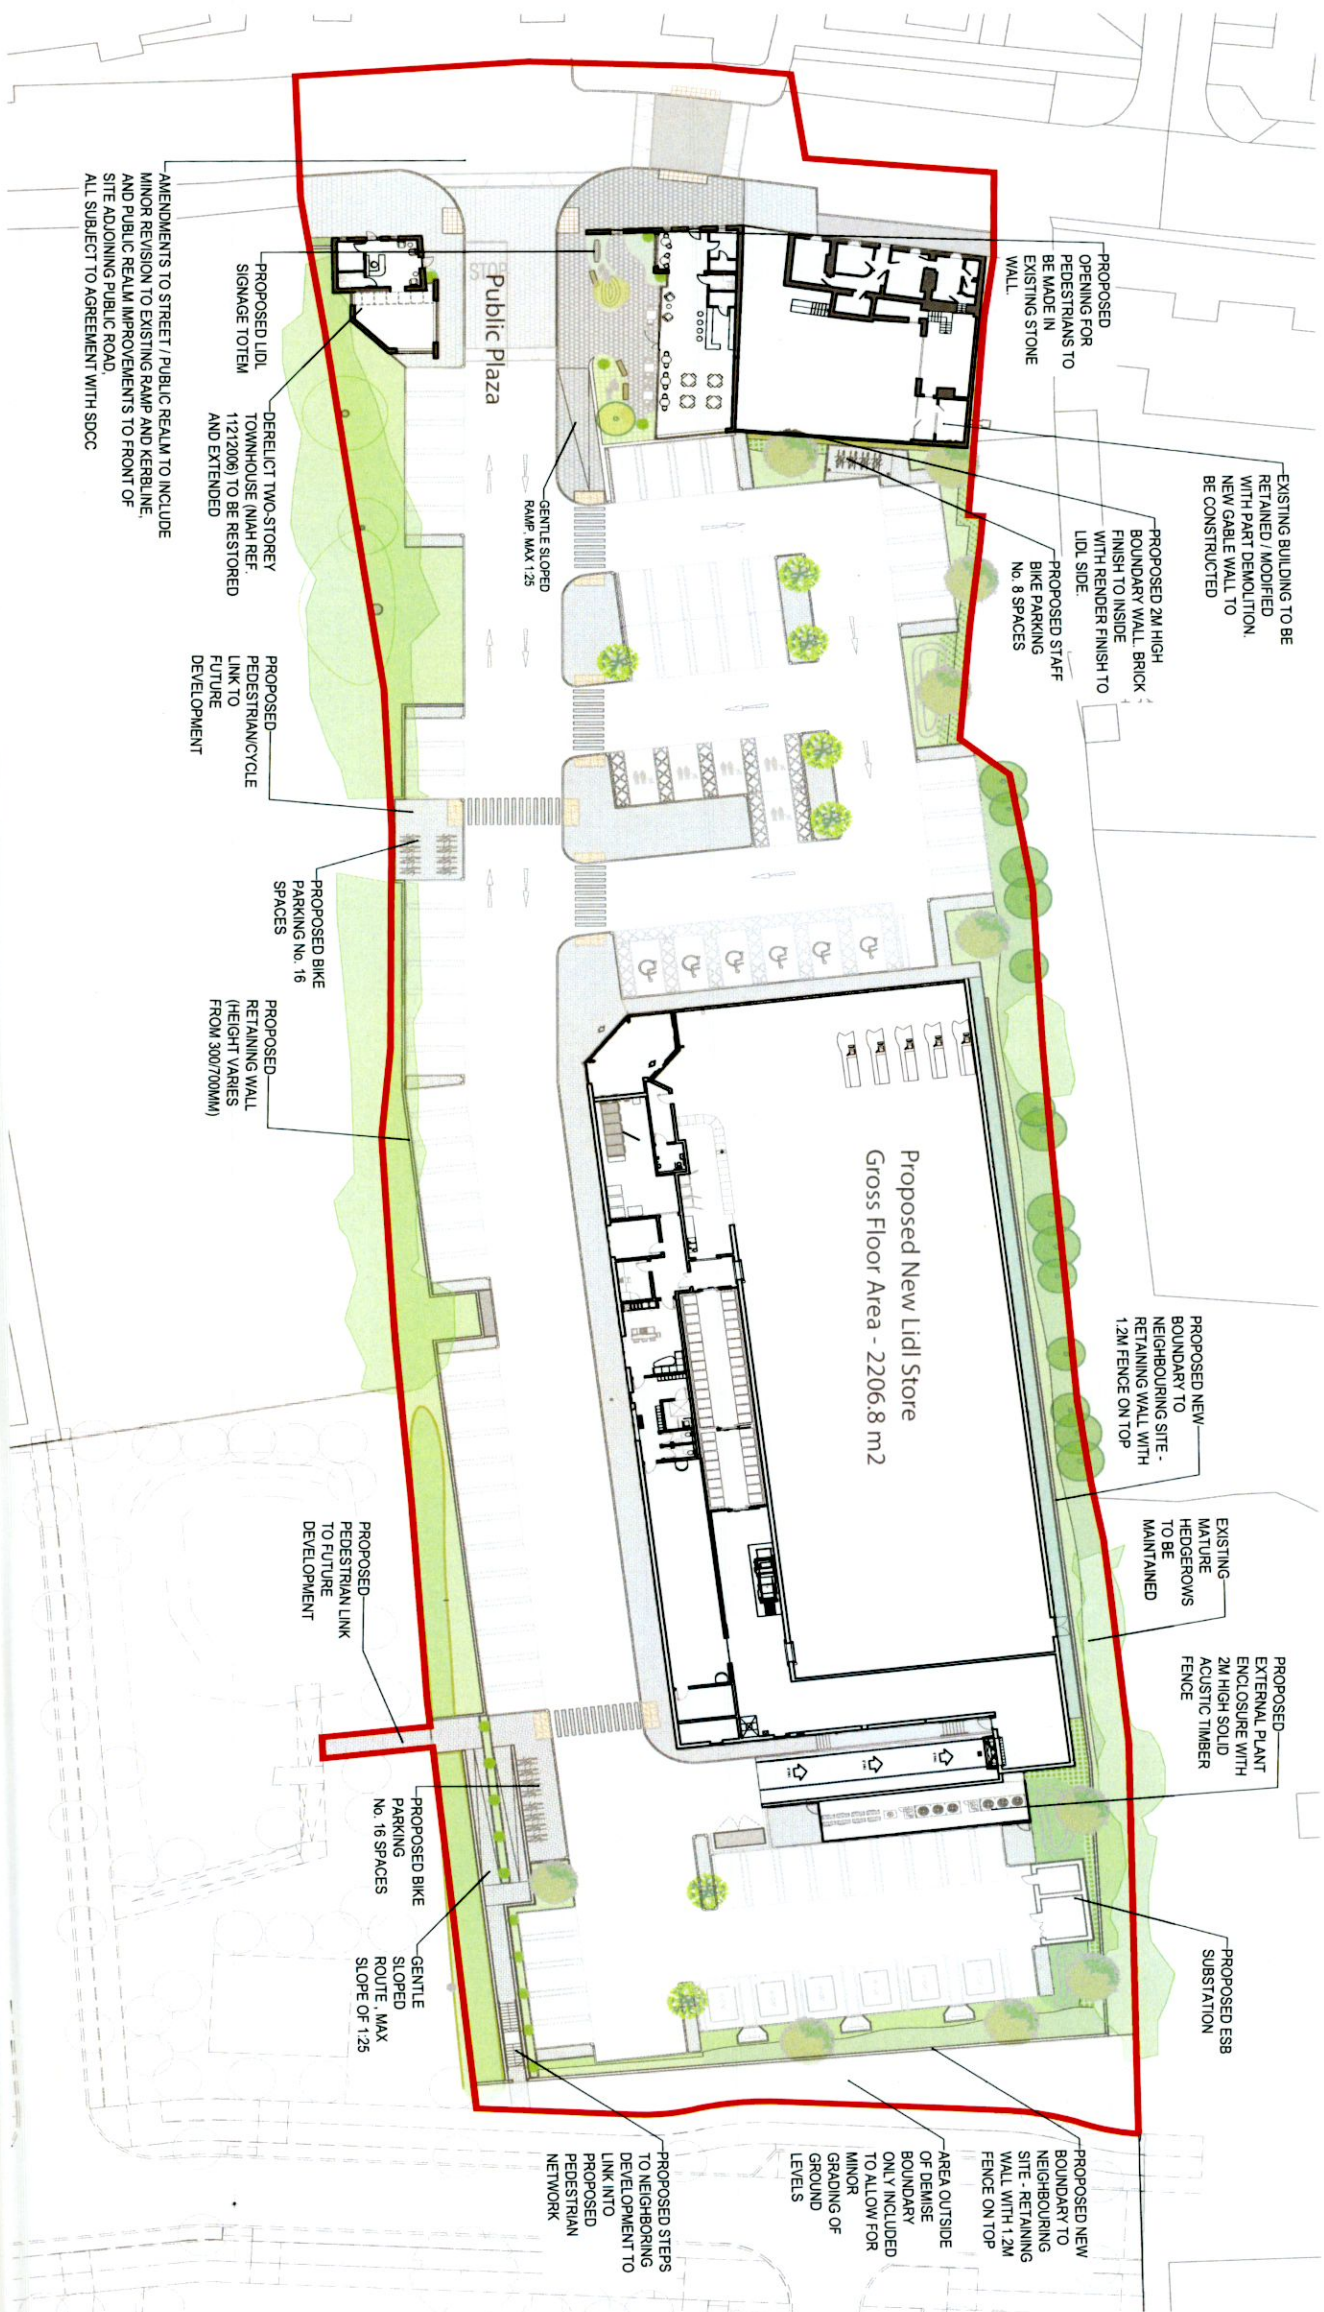 PROPOSED
OPENING FOR
PEDESTRIANS TO
BE MADE IN
EXISTING STONE
WALL.
EXISTING BUILDING TO BE
RETAINED / MODIFIED
WITH PART DEMOLITION.
NEW GABLE WALL TO
BE CONSTRUCTED
PROPOSED 2M HIGH
BOUNDARY WALL. BRICK
FINISH TO INSIDE
WITH RENDER FINISH TO
LIDL SIDE.
PROPOSED STAFF
BIKE PARKING
No. 8 SPACES
PROPOSED NEW
BOUNDARY TO
NEIGHBOURING SITE -
RETAINING WALL WITH
1.2M FENCE ON TOP
EXISTING
MATURE
HEDGEROWS
TO BE
MAINTAINED
PROPOSED
EXTERNAL PLANT
ENCLOSURE WITH
2M HIGH SOLID
ACUSTIC TIMBER
FENCE
PROPOSED ESB
SUBSTATION
PROPOSED NEW
BOUNDARY TO
NEIGHBOURING
SITE - RETAINING
WALL WITH 1.2M
FENCE ON TOP
AREA OUTSIDE
OF DEMISE
BOUNDARY
ONLY INCLUDED
TO ALLOW FOR
MINOR
GRADING OF
GROUND
LEVELS
PROPOSED STEPS
TO NEIGHBORING
DEVELOPMENT TO
LINK INTO
PROPOSED
PEDESTRIAN
NETWORK
Proposed New Lidl Store
Gross Floor Area - 2206.8 m2
GENTLE SLOPED
RAMP, MAX 1:25
STOP
Public Plaza
PROPOSED LIDL
SIGNAGE TOTEM
DERELICT TWO-STOREY
TOWNHOUSE (NIAH REF.
11212006) TO BE RESTORED
AND EXTENDED
AMENDMENTS TO STREET / PUBLIC REALM TO INCLUDE
MINOR REVISION TO EXISTING RAMP AND KERBLINE,
AND PUBLIC REALM IMPROVEMENTS TO FRONT OF
SITE ADJOINING PUBLIC ROAD,
ALL SUBJECT TO AGREEMENT WITH SDCC
PROPOSED
PEDESTRIAN/CYCLE
LINK TO
FUTURE
DEVELOPMENT
PROPOSED BIKE
PARKING No. 16
SPACES
PROPOSED
RETAINING WALL
(HEIGHT VARIES
FROM 300/700MM)
PROPOSED
PEDESTRIAN LINK
TO FUTURE
DEVELOPMENT
PROPOSED BIKE
PARKING
No. 16 SPACES
GENTLE
SLOPED
ROUTE , MAX
SLOPE OF 1:25